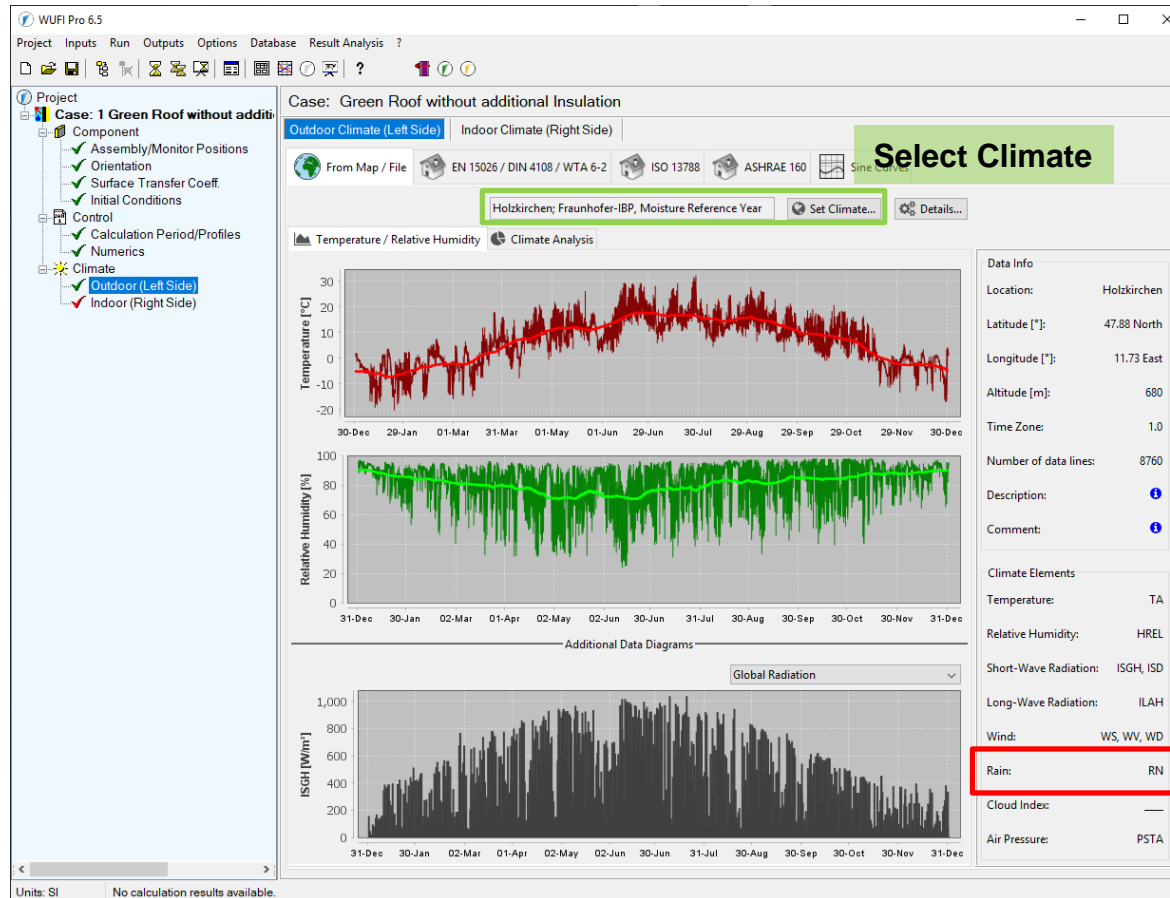 WUFI Pro 6.5
Project Inputs Run Outputs Options Database Result Analysis ?
Project
Case: 1 Green Roof without additi
Component
Assembly/Monitor Positions
Orientation
Surface Transfer Coeff.
Initial Conditions
Control
Calculation Period/Profiles
Numerics
Climate
Outdoor (Left Side)
Indoor (Right Side)
Case: Green Roof without additional Insulation
Outdoor Climate (Left Side) Indoor Climate (Right Side)
Select Climate
From Map / File EN 15026 / DIN 4108 / WTA 6-2 ISO 13788 ASHRAE 160 Sine Curves
Holzkirchen; Fraunhofer-IBP, Moisture Reference Year Set Climate... Details...
Temperature / Relative Humidity Climate Analysis
Temperature [°C]
30
20
10
0
-10
-20
30-Dec 29-Jan 01-Mar 31-Mar 01-May 01-Jun 29-Jun 30-Jul 29-Aug 29-Sep 29-Oct 29-Nov 30-Dec
Relative Humidity [%]
100
80
60
40
20
0
31-Dec 30-Jan 02-Mar 01-Apr 02-May 02-Jun 30-Jun 31-Jul 30-Aug 30-Sep 30-Oct 30-Nov 31-Dec
Additional Data Diagrams
Global Radiation
ISGH [W/m²]
1,000
800
600
400
200
0
31-Dec 30-Jan 02-Mar 01-Apr 02-May 02-Jun 30-Jun 31-Jul 30-Aug 30-Sep 30-Oct 30-Nov 31-Dec
Data Info
Location: Holzkirchen
Latitude [°]: 47.88 North
Longitude [°]: 11.73 East
Altitude [m]: 680
Time Zone: 1.0
Number of data lines: 8760
Description:
Comment:
Climate Elements
Temperature: TA
Relative Humidity: HREL
Short-Wave Radiation: ISGH, ISD
Long-Wave Radiation: ILAH
Wind: WS, WV, WD
Rain: RN
Cloud Index: ___
Air Pressure: PSTA
Units: SI No calculation results available.